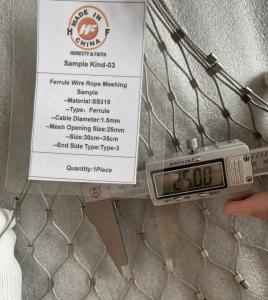 MADE IN
H HF F
CHINA
HONESTY & FAITH
Sample Kind-03
Ferrule Wire Rope Meshing
Sample
--Material:SS316
--Type: Ferrule
--Cable Diameter:1.5mm
--Mesh Opening Size:25mm
--Size:30cm~35cm
--End Side Type:Type-3
Quantity:1Piece
25.00